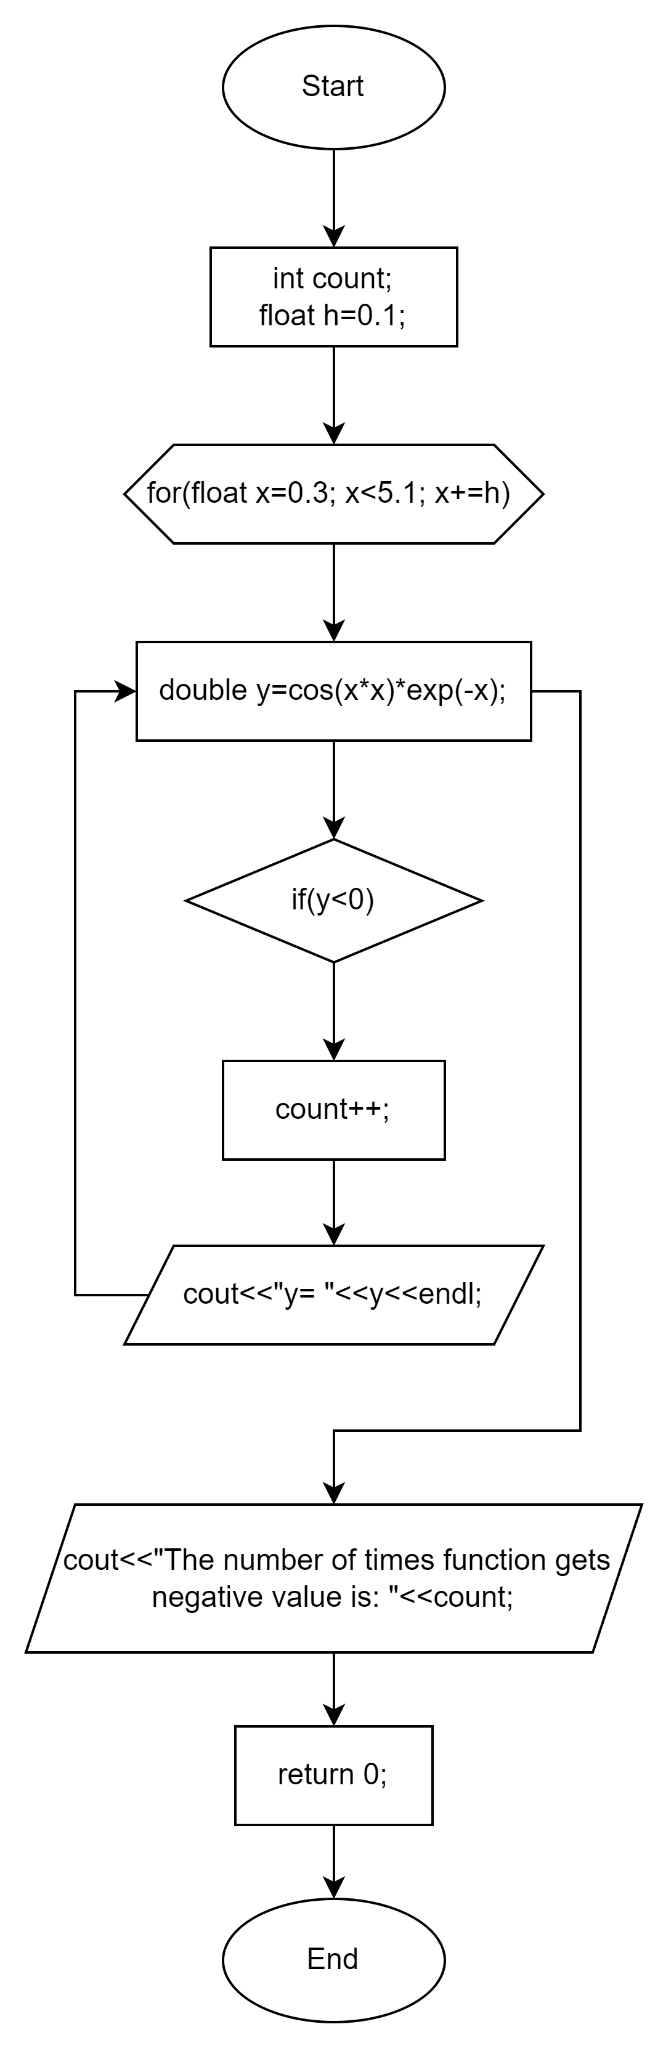 Start
int count;
float h=0.1;
for(float x=0.3; x<5.1; x+=h)
double y=cos(x*x)*exp(-x);
if(y<0)
count++;
cout<<"y= "<<y<<endl;
cout<<"The number of times function gets
negative value is: "<<count;
return 0;
End